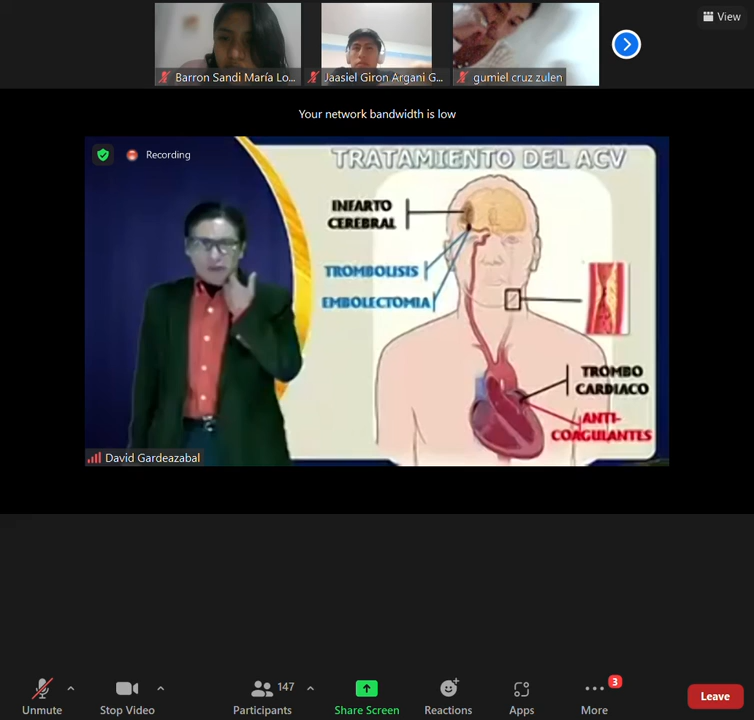 View
Barron Sandi María Lo...
Jaasiel Giron Argani G...
gumiel cruz zulen
Your network bandwidth is low
Recording
TRATAMIENTO DEL ACV
INFARTO
CEREBRAL
TROMBOLISIS
EMBOLECTOMIA
TROMBO
CARDIACO
ANTI-
COAGULANTES
David Gardeazabal
147
3
Unmute
Stop Video
Participants
Share Screen
Reactions
Apps
More
Leave